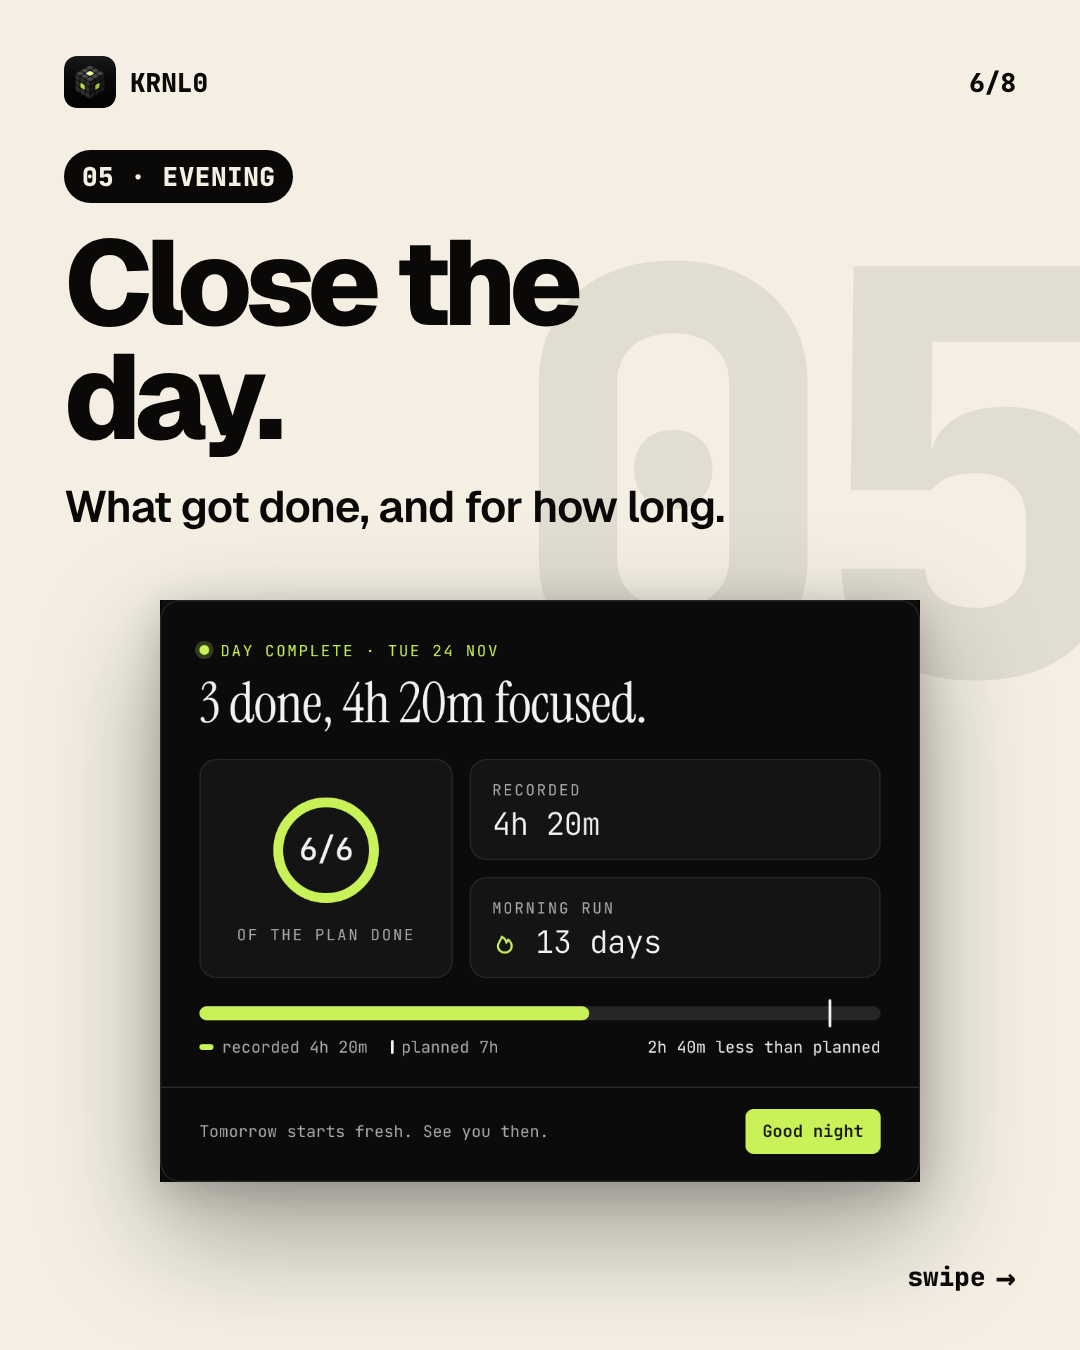 KRNL0
6/8
05 · EVENING
05
Close the
day.
What got done, and for how long.
DAY COMPLETE · TUE 24 NOV
3 done, 4h 20m focused.
6/6
OF THE PLAN DONE
RECORDED
4h 20m
MORNING RUN
13 days
recorded 4h 20m planned 7h 2h 40m less than planned
Tomorrow starts fresh. See you then. Good night
swipe →